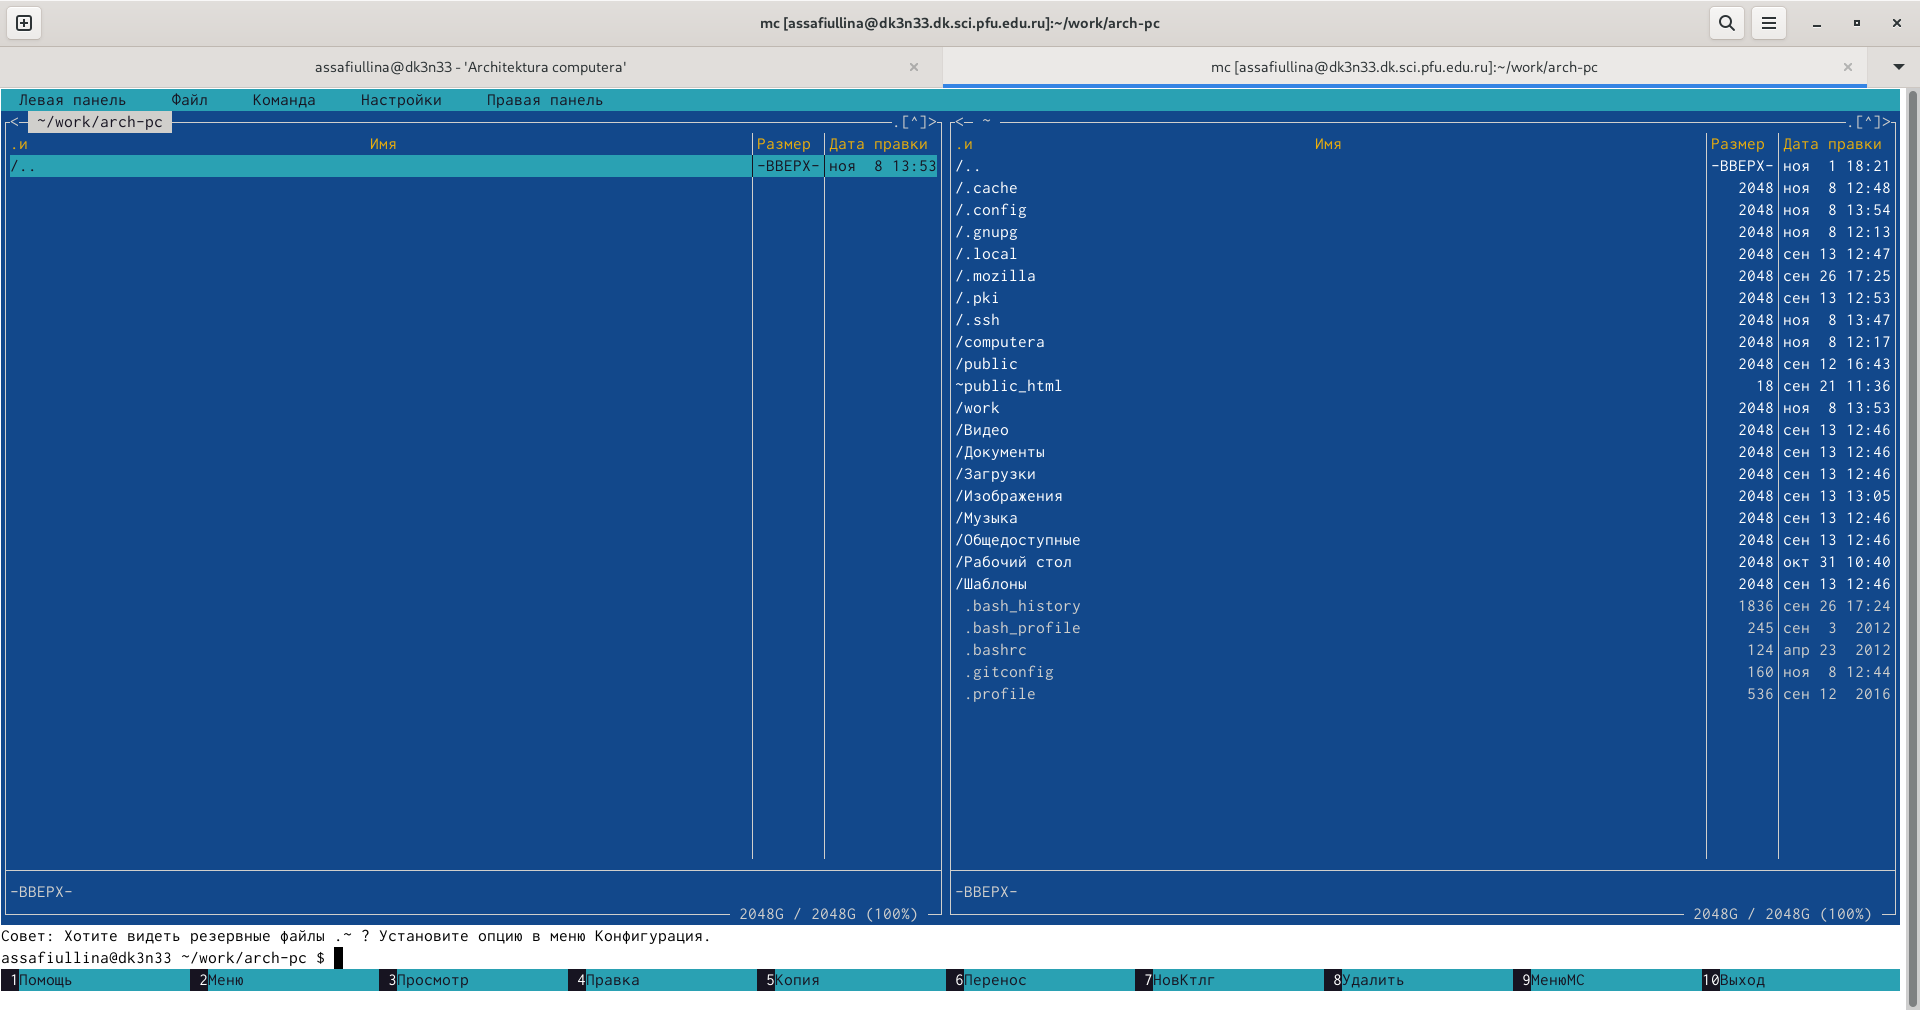 mc [assafiullina@dk3n33.dk.sci.pfu.edu.ru]:~/work/arch-pc
assafiullina@dk3n33 - 'Architektura computera'
mc [assafiullina@dk3n33.dk.sci.pfu.edu.ru]:~/work/arch-pc
Левая панель Файл Команда Настройки Правая панель
<─ ~/work/arch-pc .[^]>
.и Имя Размер Дата правки
/.. -ВВЕРХ- ноя 8 13:53
-ВВЕРХ-
2048G / 2048G (100%)
<─ ~ .[^]>
.и Имя Размер Дата правки
/.. -ВВЕРХ- ноя 1 18:21
/.cache 2048 ноя 8 12:48
/.config 2048 ноя 8 13:54
/.gnupg 2048 ноя 8 12:13
/.local 2048 сен 13 12:47
/.mozilla 2048 сен 26 17:25
/.pki 2048 сен 13 12:53
/.ssh 2048 ноя 8 13:47
/computera 2048 ноя 8 12:17
/public 2048 сен 12 16:43
~public_html 18 сен 21 11:36
/work 2048 ноя 8 13:53
/Видео 2048 сен 13 12:46
/Документы 2048 сен 13 12:46
/Загрузки 2048 сен 13 12:46
/Изображения 2048 сен 13 13:05
/Музыка 2048 сен 13 12:46
/Общедоступные 2048 сен 13 12:46
/Рабочий стол 2048 окт 31 10:40
/Шаблоны 2048 сен 13 12:46
.bash_history 1836 сен 26 17:24
.bash_profile 245 сен 3 2012
.bashrc 124 апр 23 2012
.gitconfig 160 ноя 8 12:44
.profile 536 сен 12 2016
-ВВЕРХ-
2048G / 2048G (100%)
Совет: Хотите видеть резервные файлы .~ ? Установите опцию в меню Конфигурация.
assafiullina@dk3n33 ~/work/arch-pc $
1Помощь 2Меню 3Просмотр 4Правка 5Копия 6Перенос 7НовКтлг 8Удалить 9МенюMC 10Выход